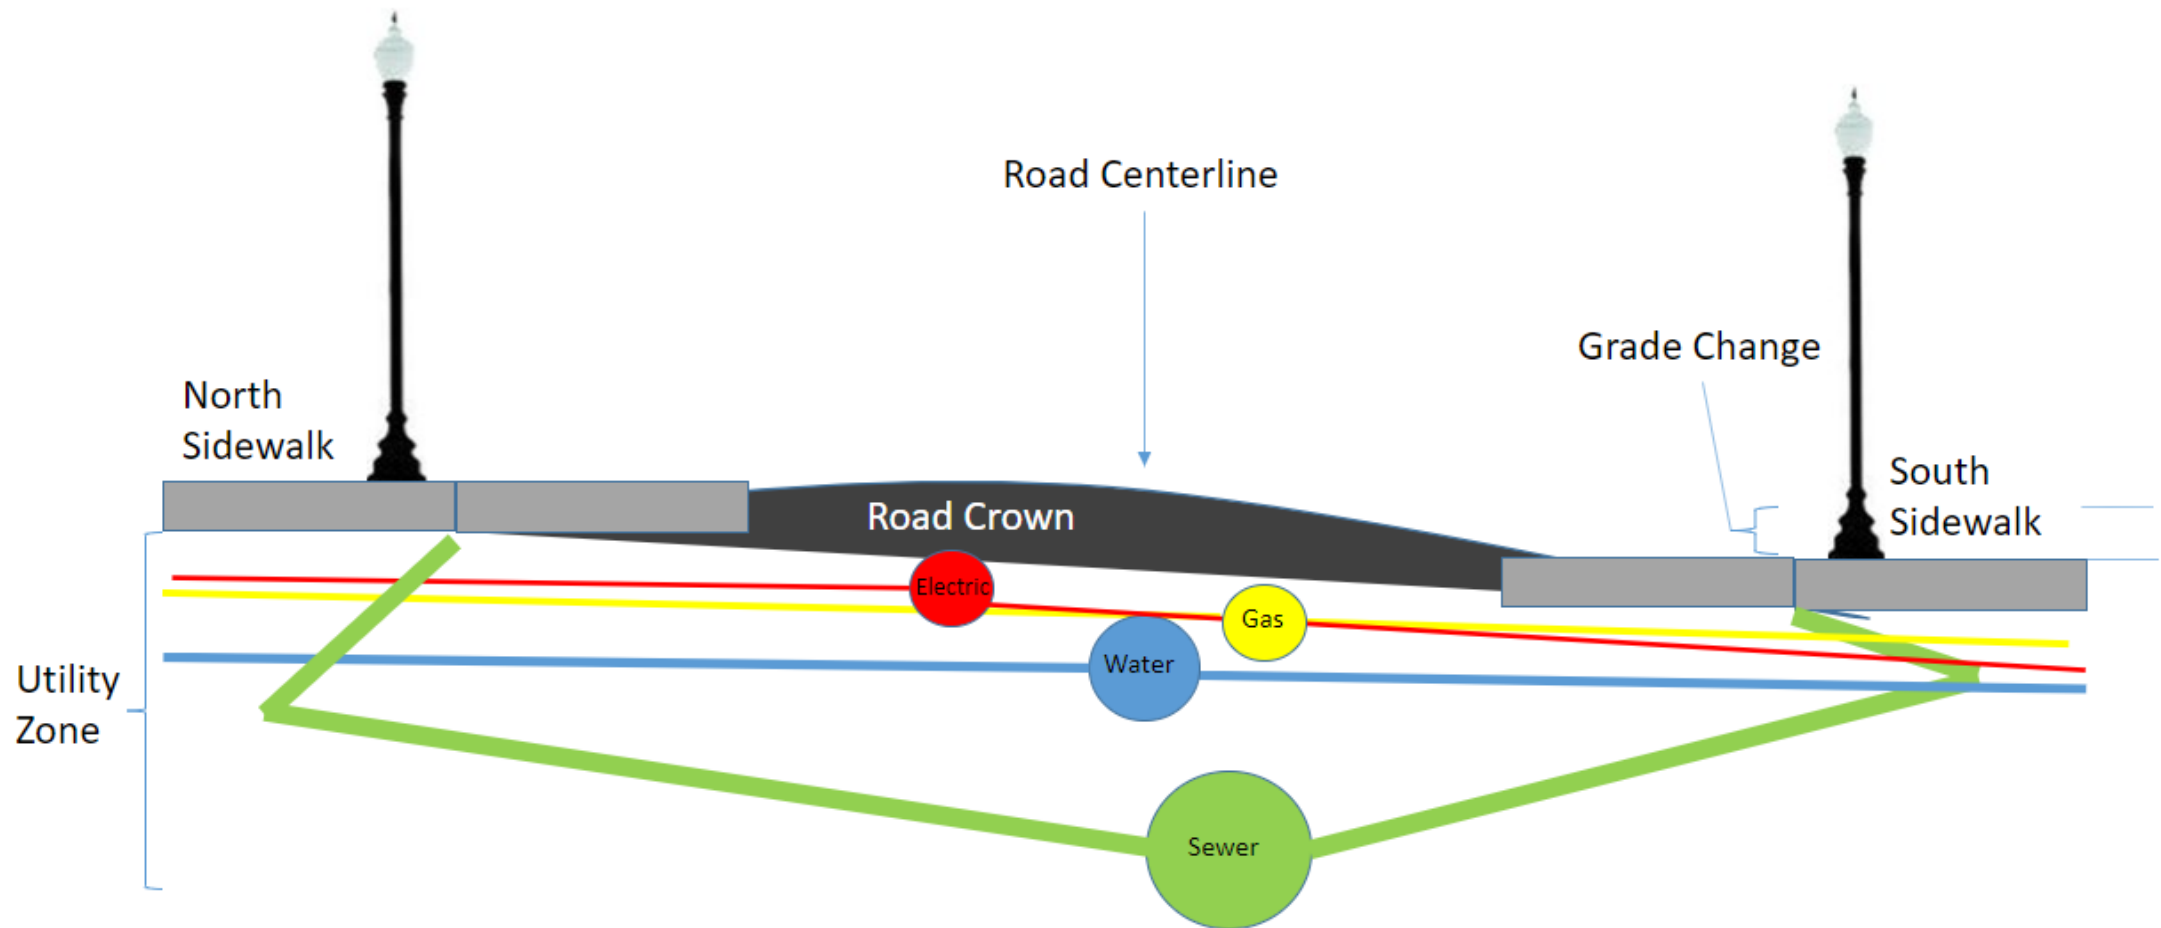 Road Centerline
Grade Change
North
Sidewalk
South
Sidewalk
Road Crown
Electric
Gas
Water
Utility
Zone
Sewer